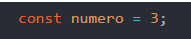 const numero = 3;